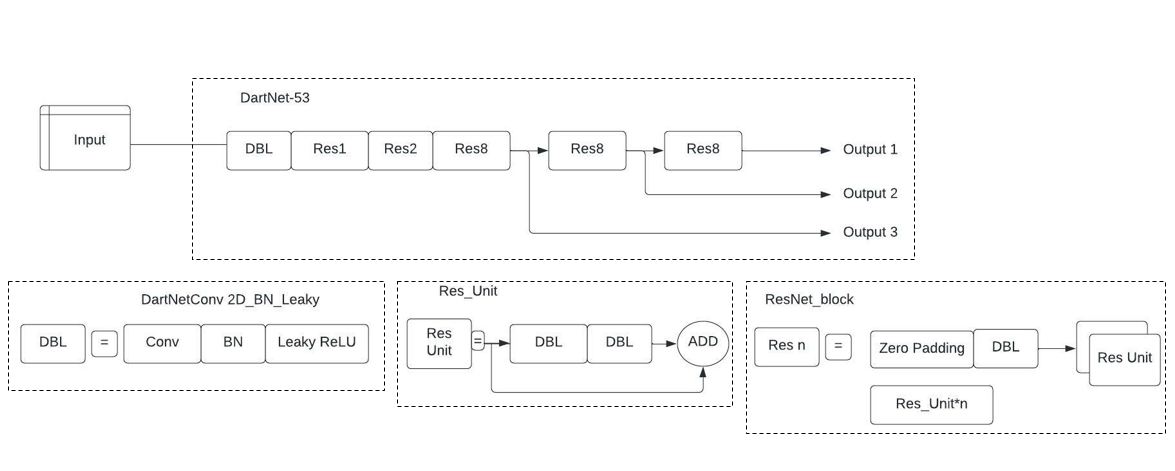 DartNet-53
Input
DBL
Res1
Res2
Res8
Res8
Res8
Output 1
Output 2
Output 3
DartNetConv 2D_BN_Leaky
DBL
=
Conv
BN
Leaky ReLU
Res_Unit
Res
Unit
=
DBL
DBL
ADD
ResNet_block
Res n
=
Zero Padding
DBL
Res Unit
Res_Unit*n